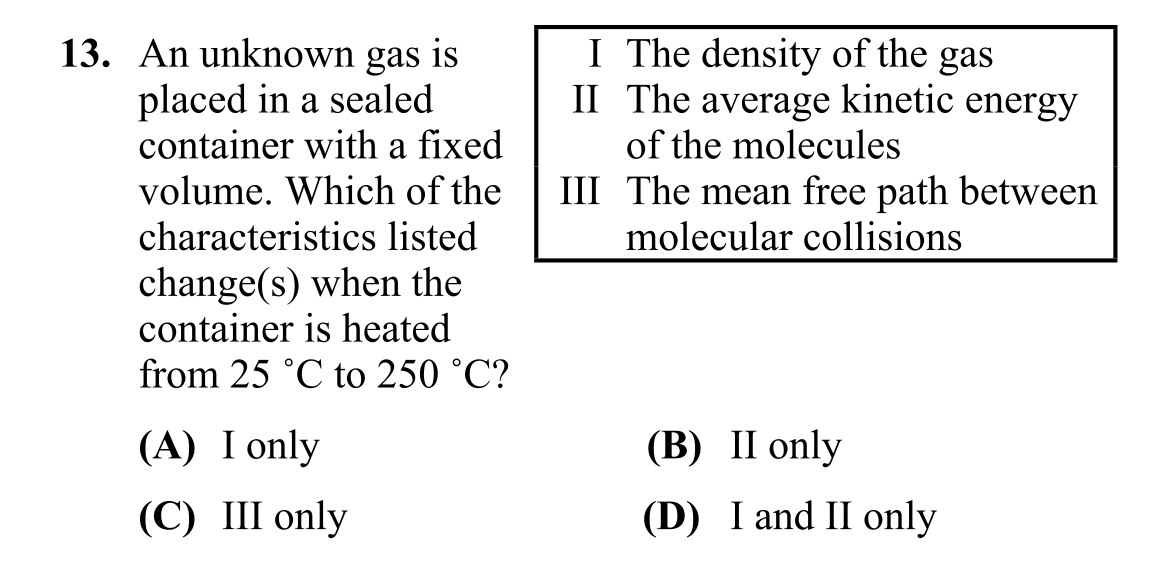 13. An unknown gas is
placed in a sealed
container with a fixed
volume. Which of the
characteristics listed
change(s) when the
container is heated
from 25 ˚C to 250 ˚C?
I The density of the gas
II The average kinetic energy
of the molecules
III The mean free path between
molecular collisions
(A) I only
(B) II only
(C) III only
(D) I and II only